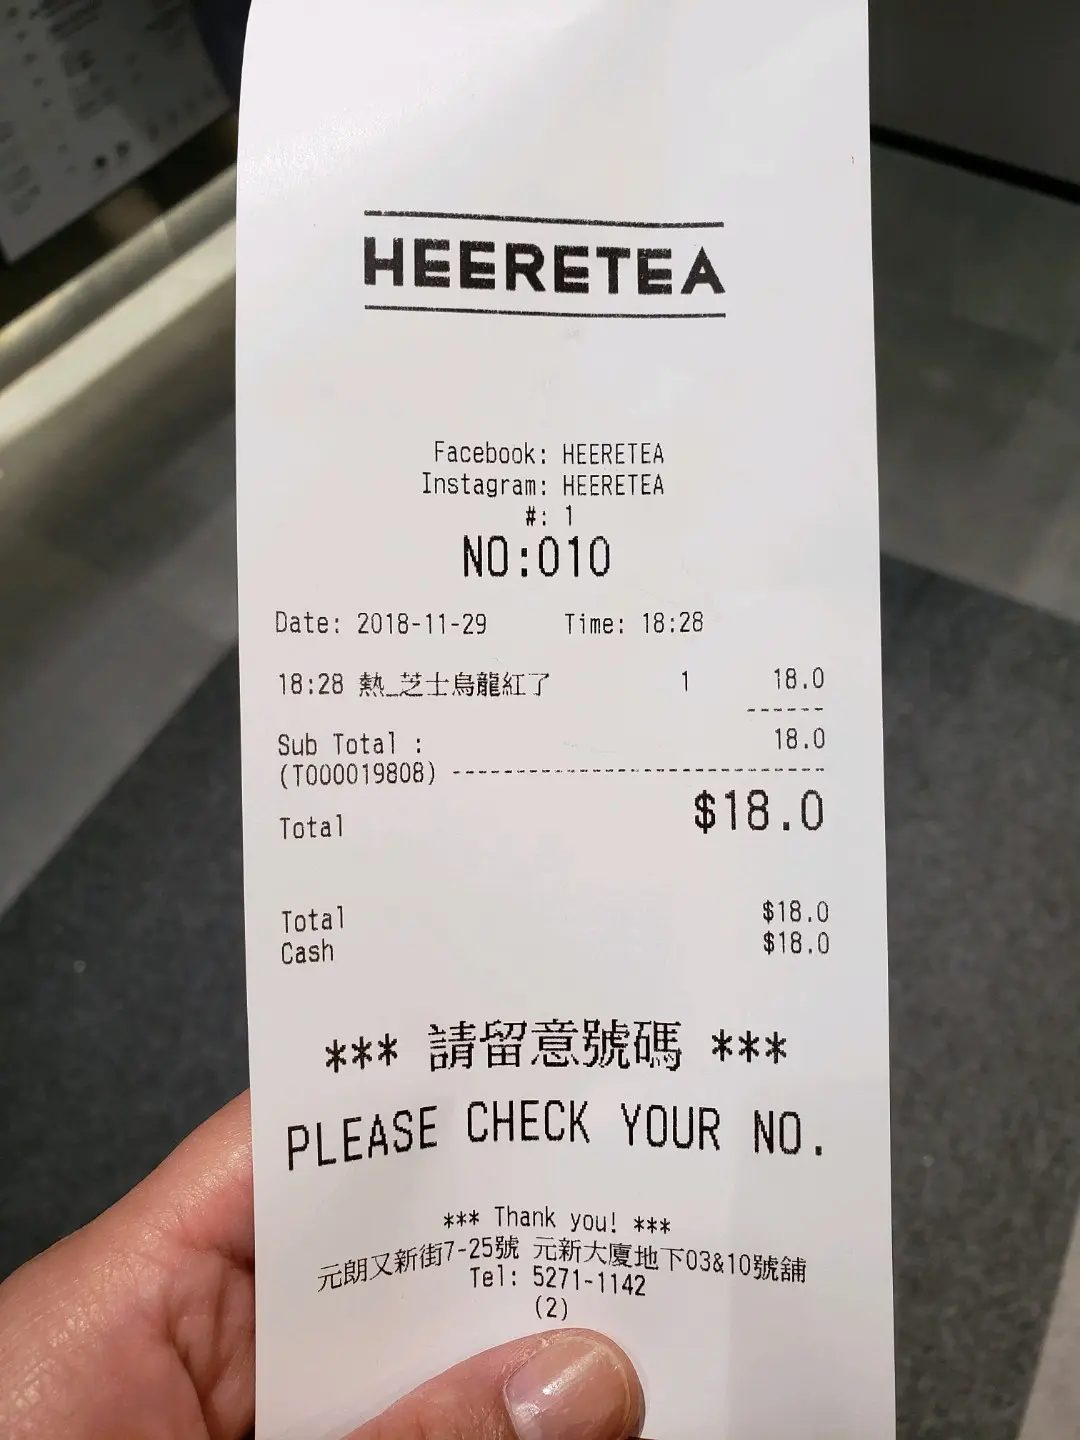 HEERETEA
Facebook: HEERETEA
Instagram: HEERETEA
#: 1
NO:010
Date: 2018-11-29 Time: 18:28
18:28 熱_芝士烏龍紅了 1 18.0
------
Sub Total : 18.0
(T000019808) -----------------------------
Total $18.0
Total $18.0
Cash $18.0
*** 請留意號碼 ***
PLEASE CHECK YOUR NO.
*** Thank you! ***
元朗又新街7-25號 元新大廈地下03&10號舖
Tel: 5271-1142
(2)